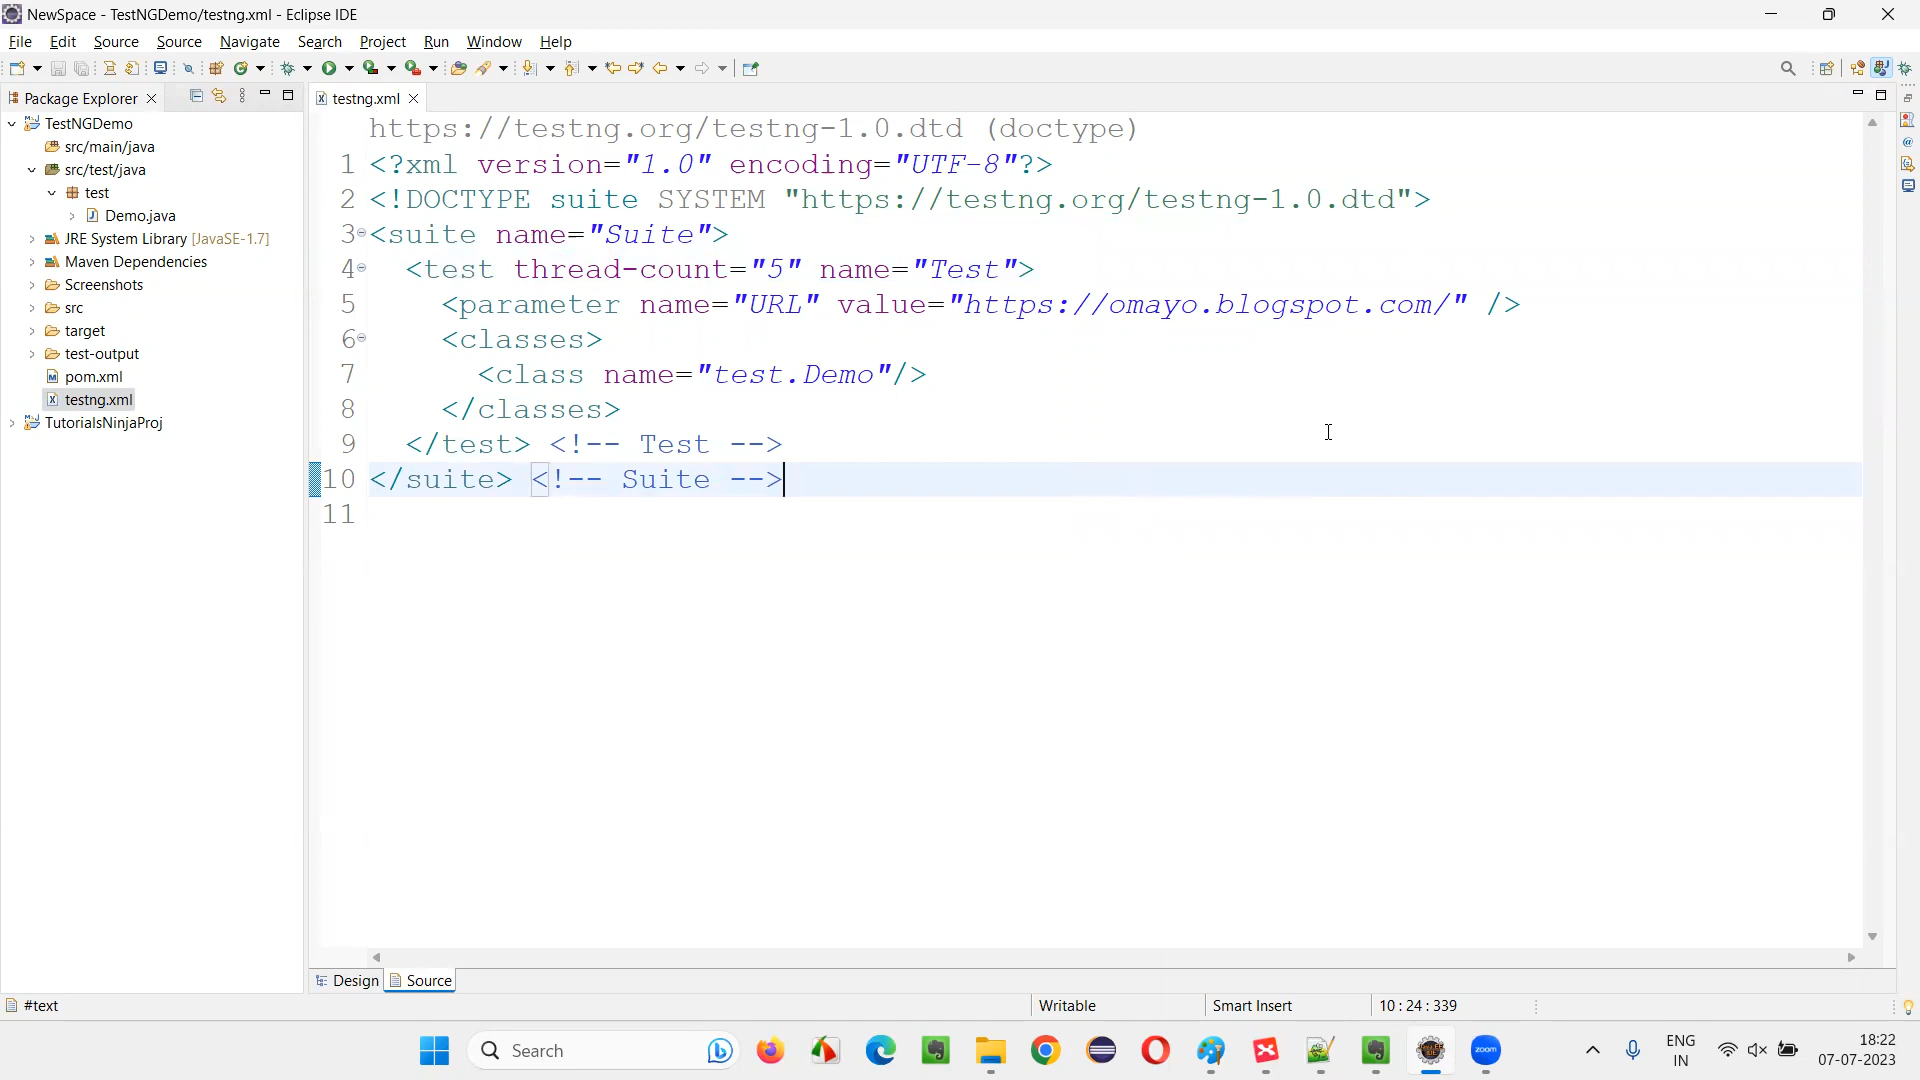 NewSpace - TestNGDemo/testng.xml - Eclipse IDE
File Edit Source Source Navigate Search Project Run Window Help
Package Explorer
testng.xml
TestNGDemo
src/main/java
src/test/java
test
Demo.java
JRE System Library [JavaSE-1.7]
Maven Dependencies
Screenshots
src
target
test-output
pom.xml
testng.xml
TutorialsNinjaProj
https://testng.org/testng-1.0.dtd (doctype)
1 <?xml version="1.0" encoding="UTF-8"?>
2 <!DOCTYPE suite SYSTEM "https://testng.org/testng-1.0.dtd">
3 <suite name="Suite">
4 <test thread-count="5" name="Test">
5 <parameter name="URL" value="https://omayo.blogspot.com/" />
6 <classes>
7 <class name="test.Demo"/>
8 </classes>
9 </test> <!-- Test -->
10 </suite> <!-- Suite -->
11
Design Source
#text Writable Smart Insert 10 : 24 : 339
Search
zoom
ENG
IN
18:22
07-07-2023